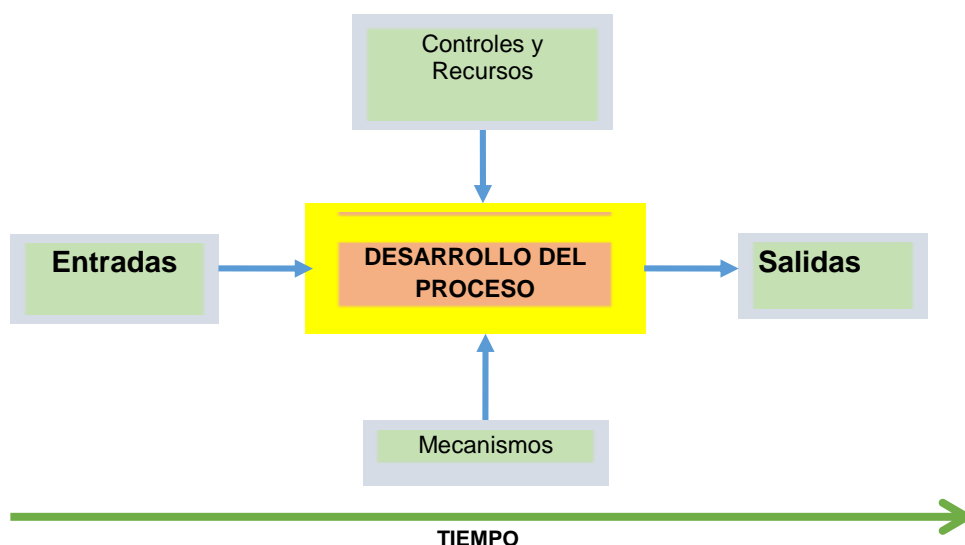 Controles y
Recursos
Entradas
DESARROLLO DEL
PROCESO
Salidas
Mecanismos
TIEMPO